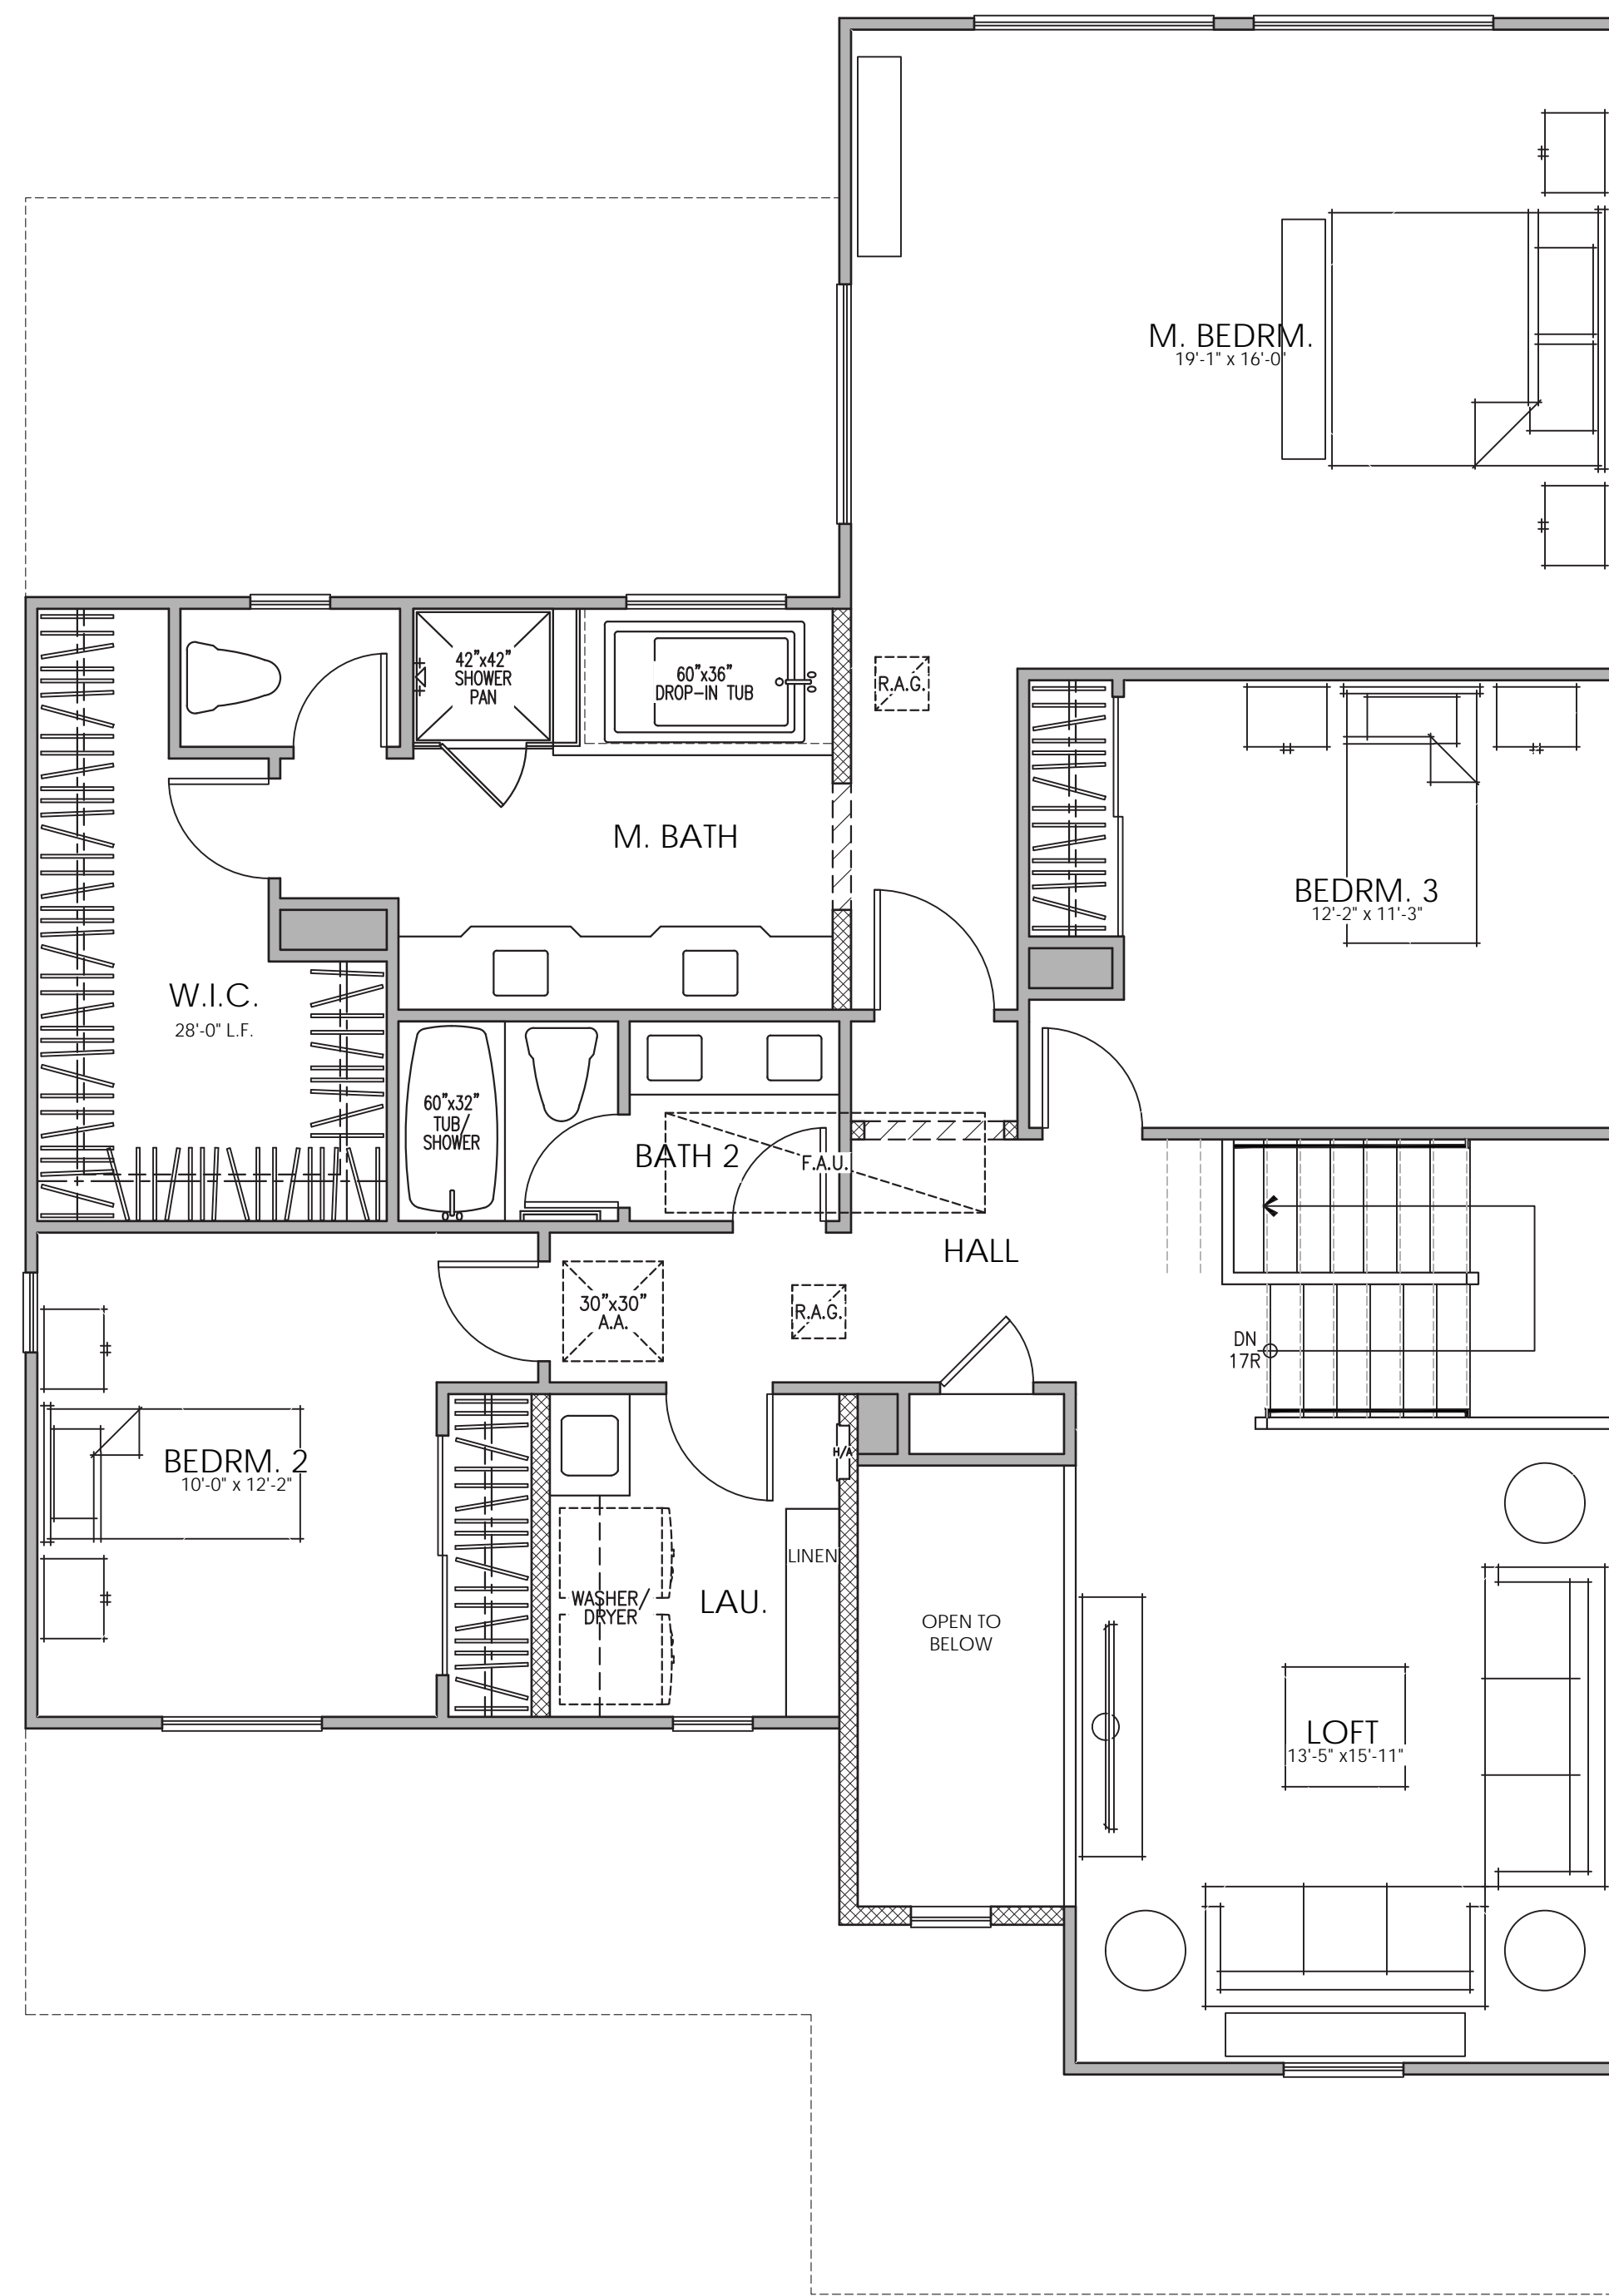 M. BEDRM.
19'-1" x 16'-0"
42"x42"
SHOWER
PAN
60"x36"
DROP-IN TUB
R.A.G.
M. BATH
BEDRM. 3
12'-2" x 11'-3"
W.I.C.
28'-0" L.F.
60"x32"
TUB/
SHOWER
BATH 2
F.A.U.
HALL
30"x30"
A.A.
R.A.G.
DN
17R
H/A
BEDRM. 2
10'-0" x 12'-2"
LINEN
WASHER/
DRYER
LAU.
OPEN TO
BELOW
LOFT
13'-5" x15'-11"